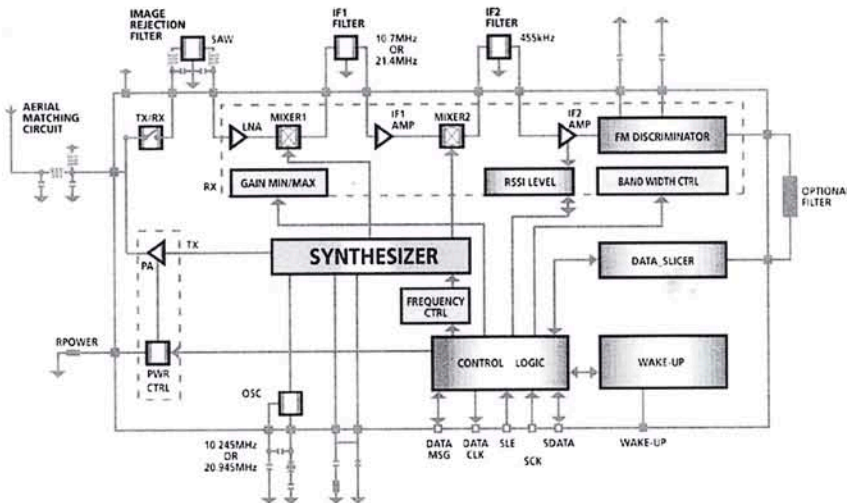 IMAGE
REJECTION
FILTER
SAW
IF1
FILTER
10.7MHz
OR
21.4MHz
IF2
FILTER
455kHz
AERIAL
MATCHING
CIRCUIT
TX/RX
LNA
MIXER1
IF1
AMP
MIXER2
IF2
AMP
FM DISCRIMINATOR
RX
GAIN MIN/MAX
RSSI LEVEL
BAND WIDTH CTRL
OPTIONAL
FILTER
PA
TX
SYNTHESIZER
DATA_SLICER
FREQUENCY
CTRL
RPOWER
PWR
CTRL
CONTROL LOGIC
WAKE-UP
OSC
10.245MHz
OR
20.945MHz
DATA
MSG
DATA
CLK
SLE
SCK
SDATA
WAKE-UP